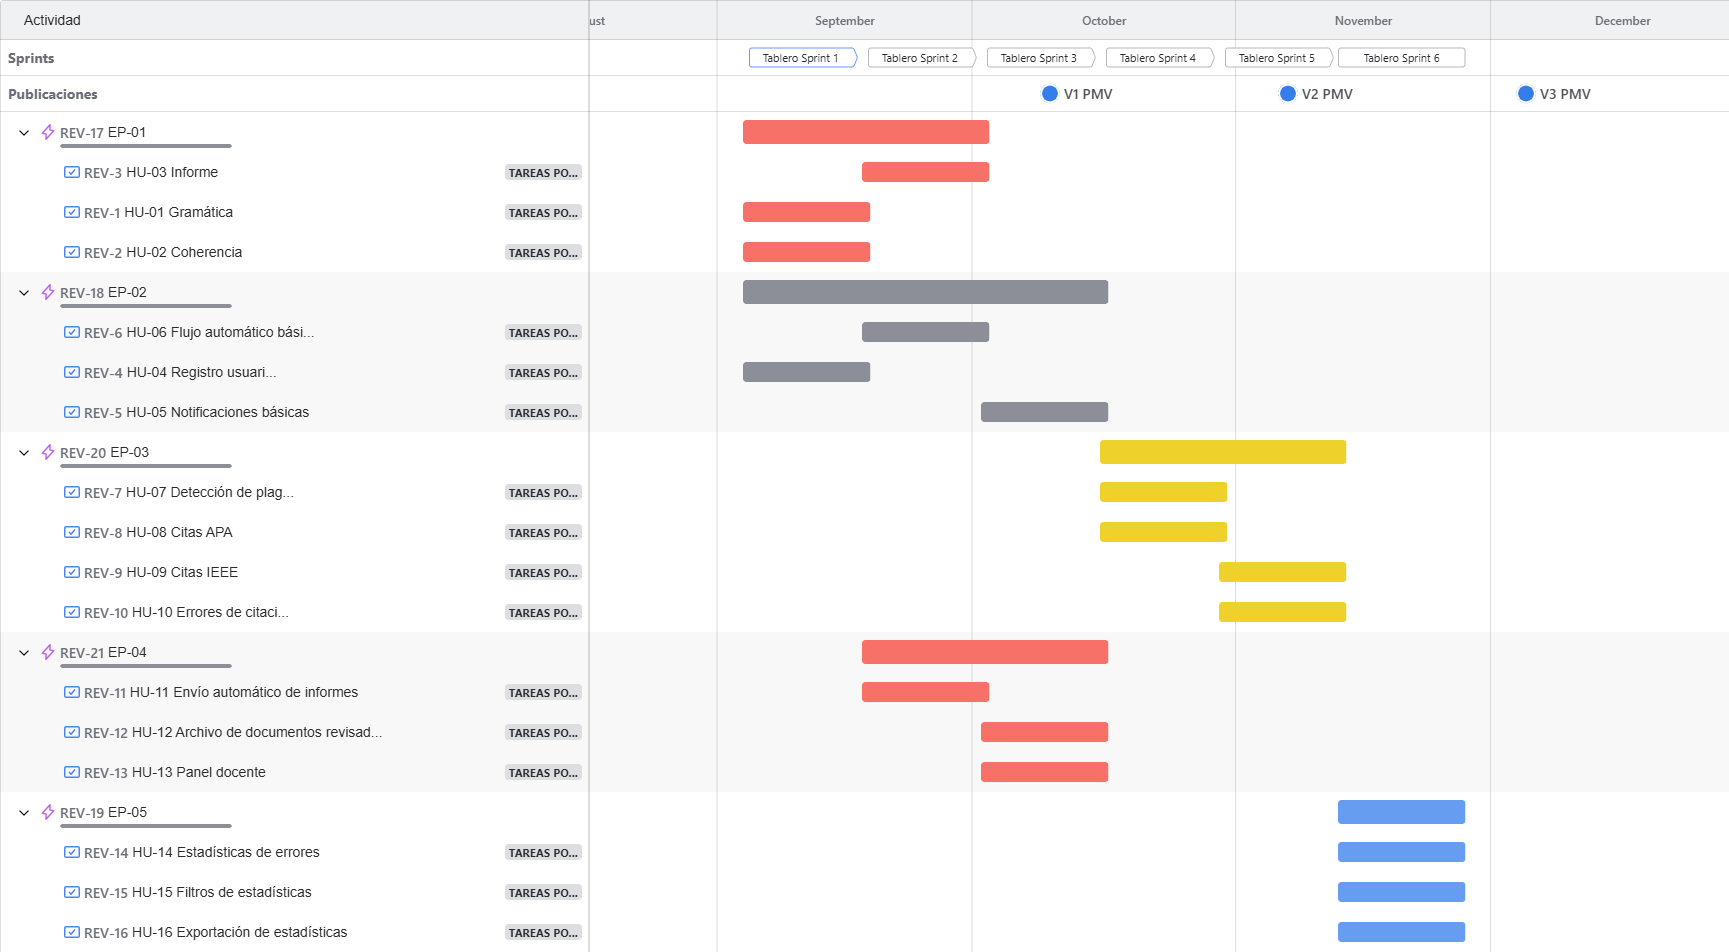 Actividad
ust
September
October
November
December
Sprints
Tablero Sprint 1
Tablero Sprint 2
Tablero Sprint 3
Tablero Sprint 4
Tablero Sprint 5
Tablero Sprint 6
Publicaciones
V1 PMV
V2 PMV
V3 PMV
REV-17 EP-01
REV-3 HU-03 Informe TAREAS PO...
REV-1 HU-01 Gramática TAREAS PO...
REV-2 HU-02 Coherencia TAREAS PO...
REV-18 EP-02
REV-6 HU-06 Flujo automático bási... TAREAS PO...
REV-4 HU-04 Registro usuari... TAREAS PO...
REV-5 HU-05 Notificaciones básicas TAREAS PO...
REV-20 EP-03
REV-7 HU-07 Detección de plag... TAREAS PO...
REV-8 HU-08 Citas APA TAREAS PO...
REV-9 HU-09 Citas IEEE TAREAS PO...
REV-10 HU-10 Errores de citaci... TAREAS PO...
REV-21 EP-04
REV-11 HU-11 Envío automático de informes TAREAS PO...
REV-12 HU-12 Archivo de documentos revisad... TAREAS PO...
REV-13 HU-13 Panel docente TAREAS PO...
REV-19 EP-05
REV-14 HU-14 Estadísticas de errores TAREAS PO...
REV-15 HU-15 Filtros de estadísticas TAREAS PO...
REV-16 HU-16 Exportación de estadísticas TAREAS PO...